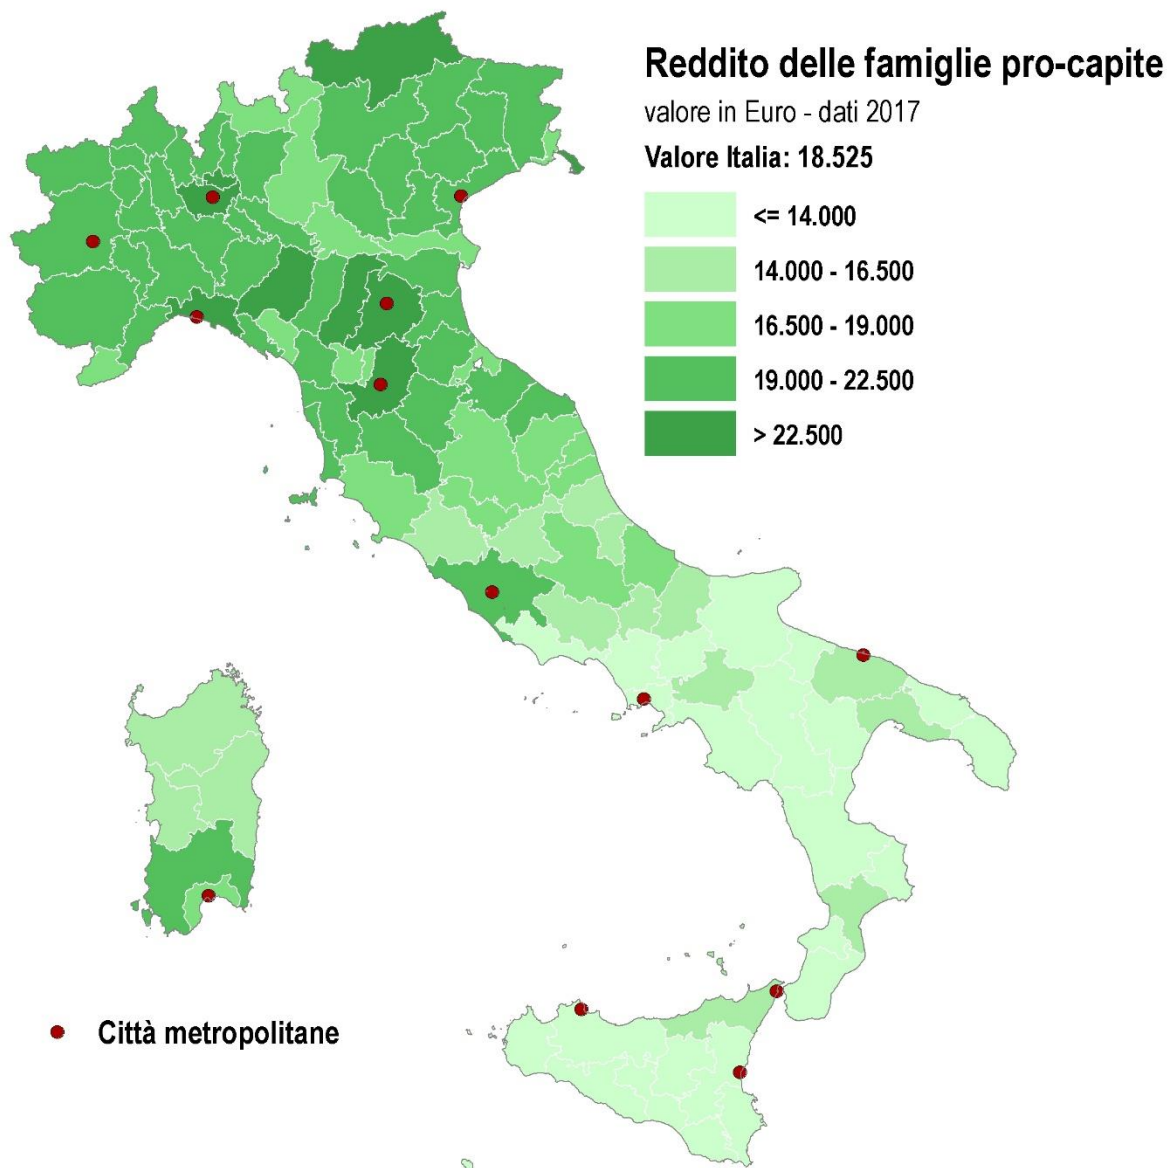 Reddito delle famiglie pro-capite
valore in Euro - dati 2017
Valore Italia: 18.525
<= 14.000
14.000 - 16.500
16.500 - 19.000
19.000 - 22.500
> 22.500
Città metropolitane